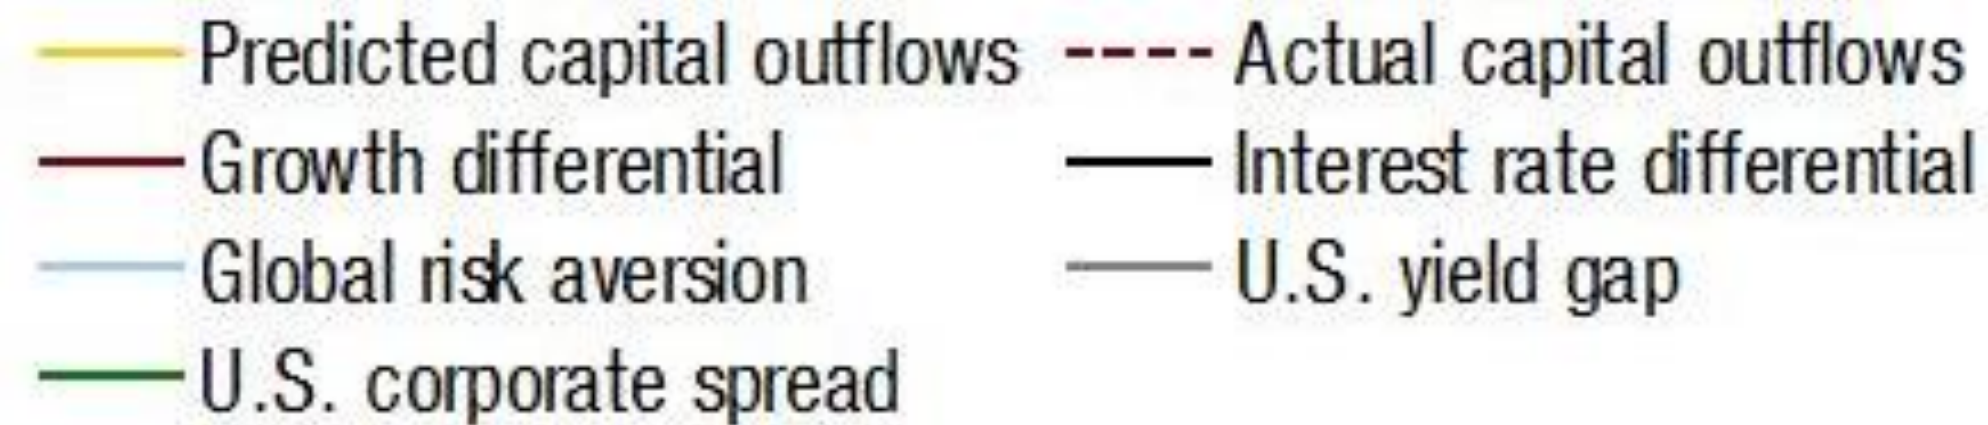 Predicted capital outflows Actual capital outflows
Growth differential Interest rate differential
Global risk aversion U.S. yield gap
U.S. corporate spread